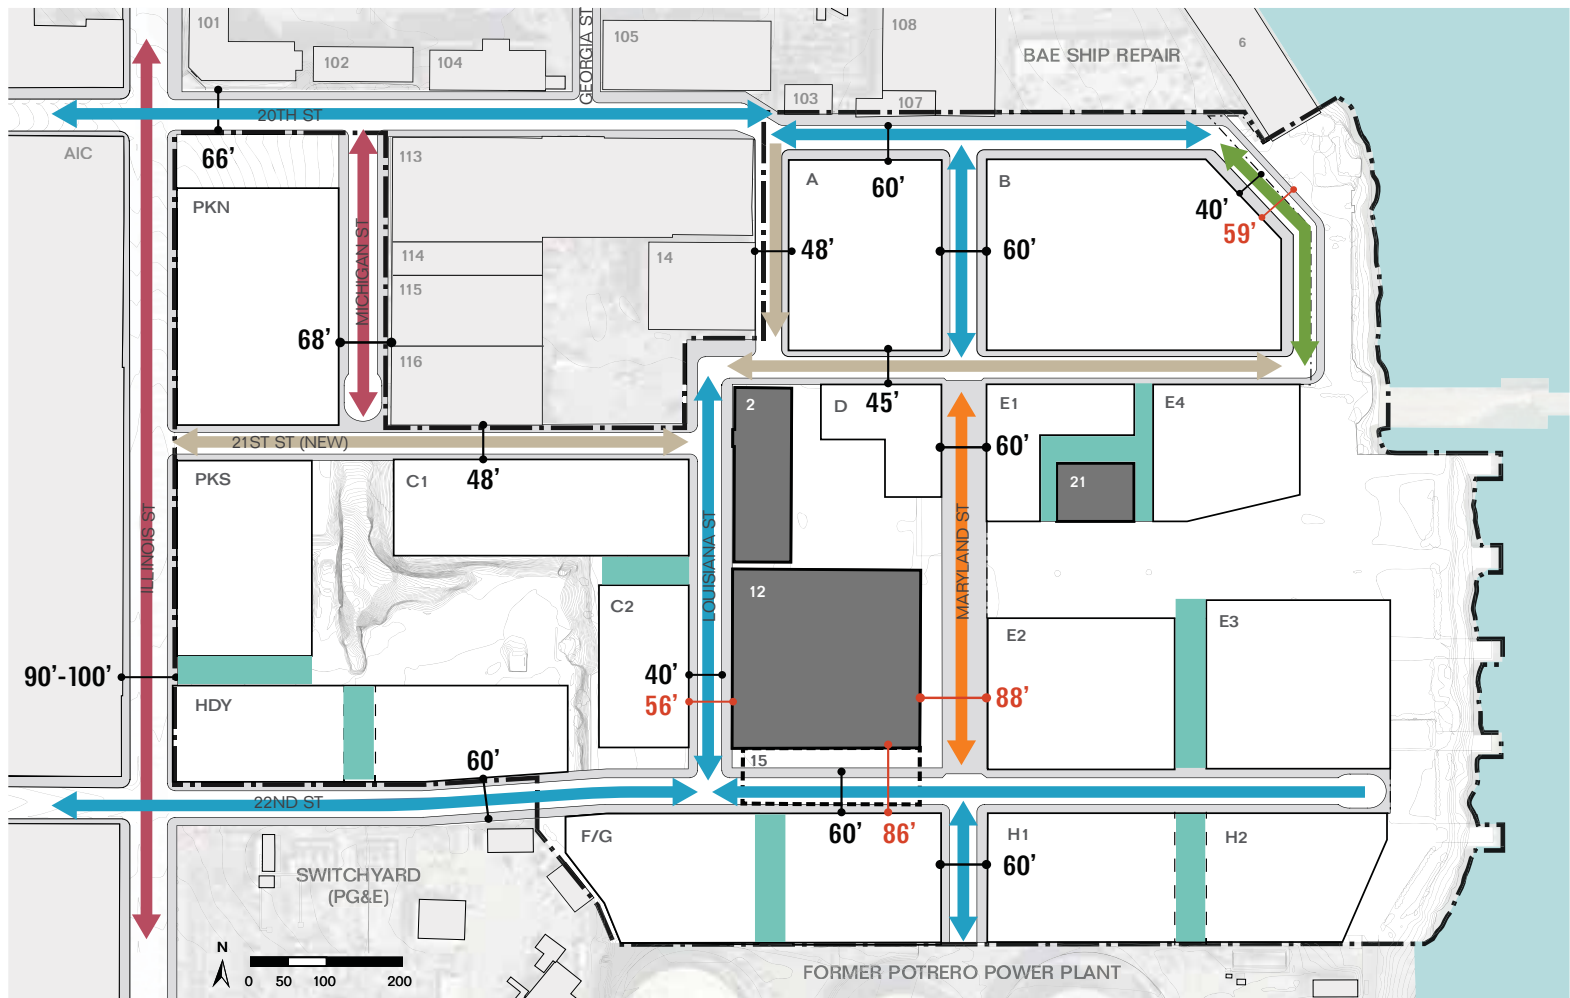 101
102
104
GEORGIA ST
105
108
BAE SHIP REPAIR
6
103
107
20TH ST
AIC
66'
PKN
113
A
60'
B
40'
59'
MICHIGAN ST
114
14
48'
60'
115
68'
116
2
D
45'
E1
E4
21ST ST (NEW)
60'
PKS
C1
48'
21
ILLINOIS ST
LOUISIANA ST
MARYLAND ST
12
C2
E2
E3
90'-100'
40'
56'
88'
HDY
60'
15
22ND ST
F/G
60'
86'
H1
H2
60'
SWITCHYARD
(PG&E)
N
0 50 100 200
FORMER POTRERO POWER PLANT